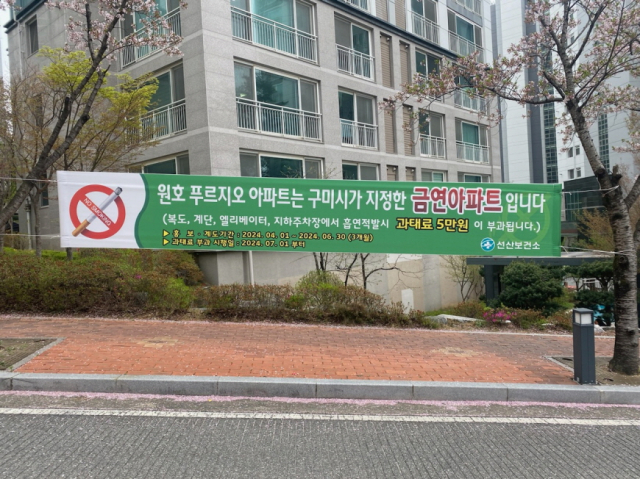 원호 푸르지오 아파트는 구미시가 지정한 금연아파트 입니다
(복도, 계단, 엘리베이터, 지하주차장에서 흡연적발시 과태료 5만원 이 부과됩니다.)
▶ 홍 보 · 계도기간 : 2024. 04. 01 ~ 2024. 06. 30 (3개월)
▶ 과태료 부과 시행일 : 2024. 07. 01 부터
선산보건소
NO SMOKING